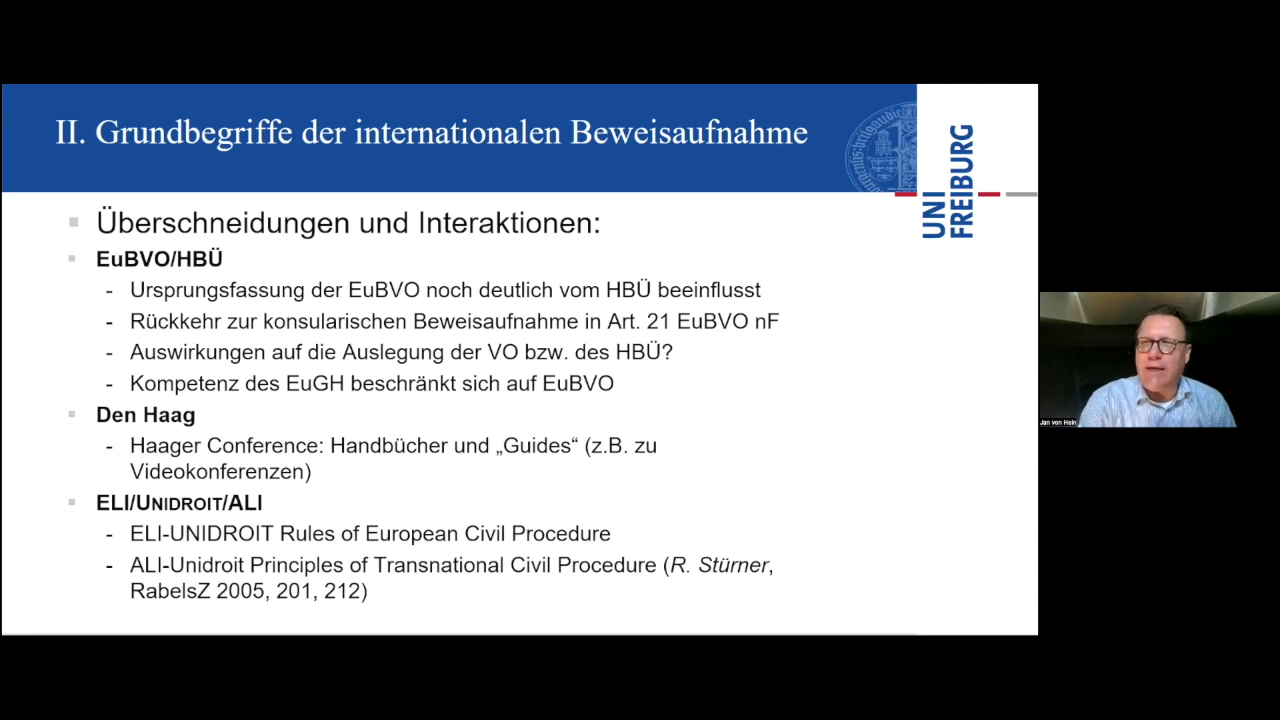 II. Grundbegriffe der internationalen Beweisaufnahme
UNI
FREIBURG
Überschneidungen und Interaktionen:
EuBVO/HBÜ
- Ursprungsfassung der EuBVO noch deutlich vom HBÜ beeinflusst
- Rückkehr zur konsularischen Beweisaufnahme in Art. 21 EuBVO nF
- Auswirkungen auf die Auslegung der VO bzw. des HBÜ?
- Kompetenz des EuGH beschränkt sich auf EuBVO
Den Haag
- Haager Conference: Handbücher und „Guides“ (z.B. zu
Videokonferenzen)
ELI/UNIDROIT/ALI
- ELI-UNIDROIT Rules of European Civil Procedure
- ALI-Unidroit Principles of Transnational Civil Procedure (R. Stürner,
RabelsZ 2005, 201, 212)
Jan von Hein